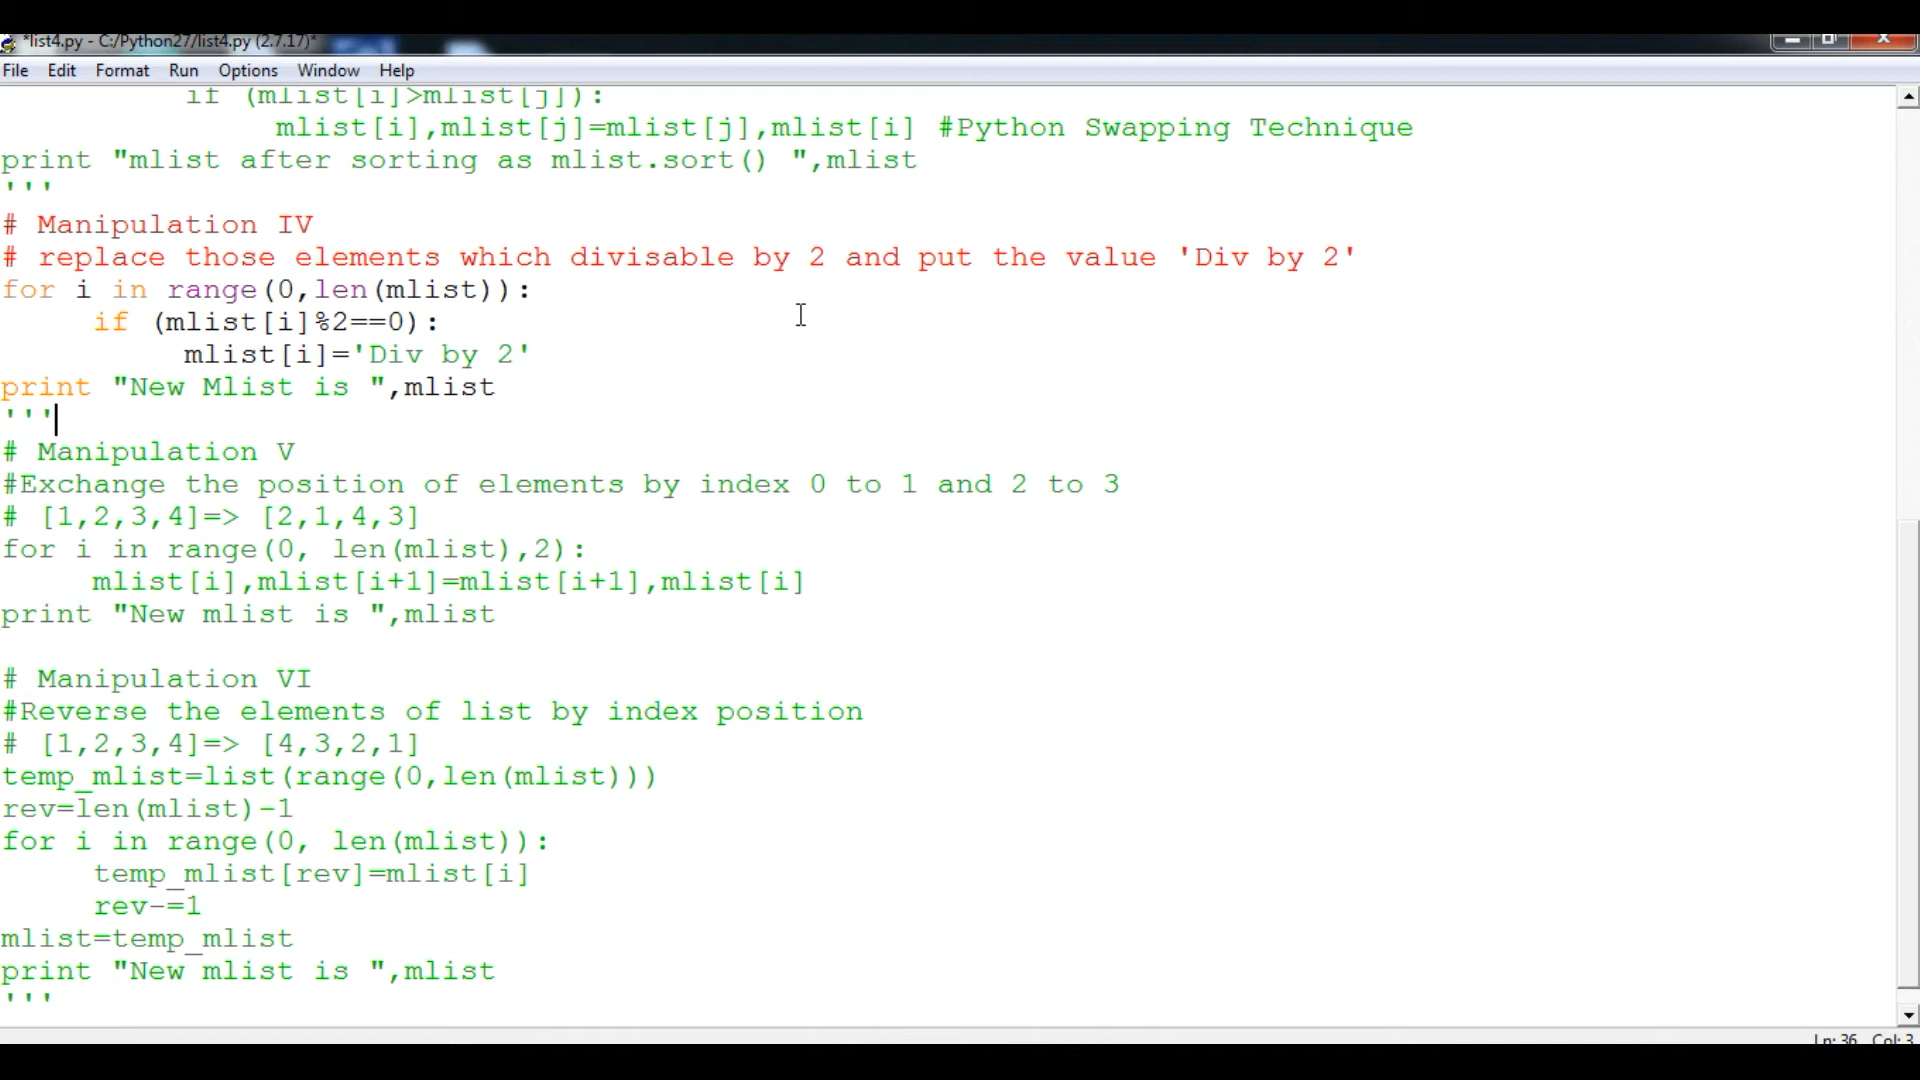 *list4.py - C:/Python27/list4.py (2.7.17)*
File Edit Format Run Options Window Help
if (mlist[i]>mlist[j]):
mlist[i],mlist[j]=mlist[j],mlist[i] #Python Swapping Technique
print "mlist after sorting as mlist.sort() ",mlist
'''
# Manipulation IV
# replace those elements which divisable by 2 and put the value 'Div by 2'
for i in range(0,len(mlist)):
if (mlist[i]%2==0):
mlist[i]='Div by 2'
print "New Mlist is ",mlist
'''
# Manipulation V
#Exchange the position of elements by index 0 to 1 and 2 to 3
# [1,2,3,4]=> [2,1,4,3]
for i in range(0, len(mlist),2):
mlist[i],mlist[i+1]=mlist[i+1],mlist[i]
print "New mlist is ",mlist
# Manipulation VI
#Reverse the elements of list by index position
# [1,2,3,4]=> [4,3,2,1]
temp_mlist=list(range(0,len(mlist)))
rev=len(mlist)-1
for i in range(0, len(mlist)):
temp_mlist[rev]=mlist[i]
rev-=1
mlist=temp_mlist
print "New mlist is ",mlist
'''
Ln: 36 Col: 3